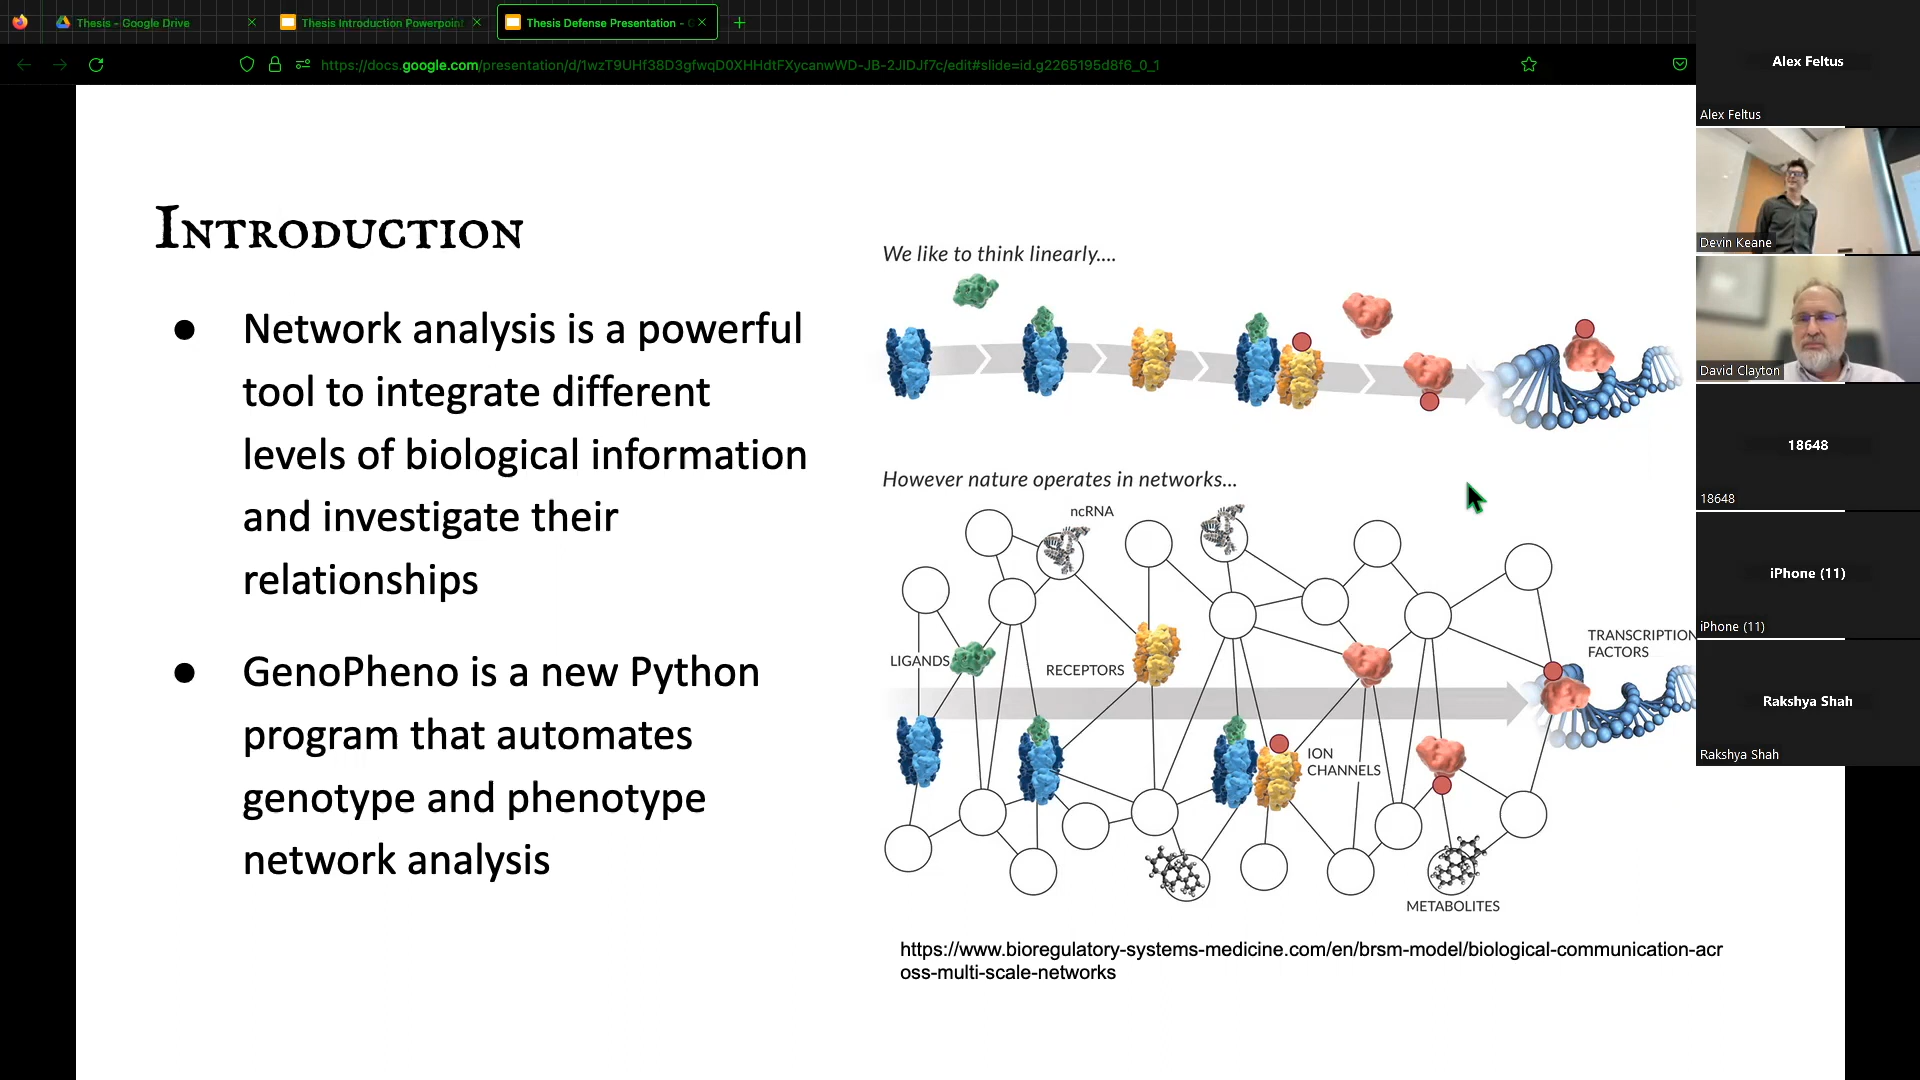 Thesis - Google Drive
Thesis Introduction Powerpoint
Thesis Defense Presentation -
https://docs.google.com/presentation/d/1wzT9UHf38D3gfwqD0XHHdtFXycanwWD-JB-2JIDJf7c/edit#slide=id.g2265195d8f6_0_1
Introduction
● Network analysis is a powerful
tool to integrate different
levels of biological information
and investigate their
relationships
● GenoPheno is a new Python
program that automates
genotype and phenotype
network analysis
We like to think linearly....
However nature operates in networks...
ncRNA
LIGANDS
RECEPTORS
TRANSCRIPTION
FACTORS
ION
CHANNELS
METABOLITES
https://www.bioregulatory-systems-medicine.com/en/brsm-model/biological-communication-acr
oss-multi-scale-networks
Alex Feltus
Alex Feltus
Devin Keane
David Clayton
18648
18648
iPhone (11)
iPhone (11)
Rakshya Shah
Rakshya Shah